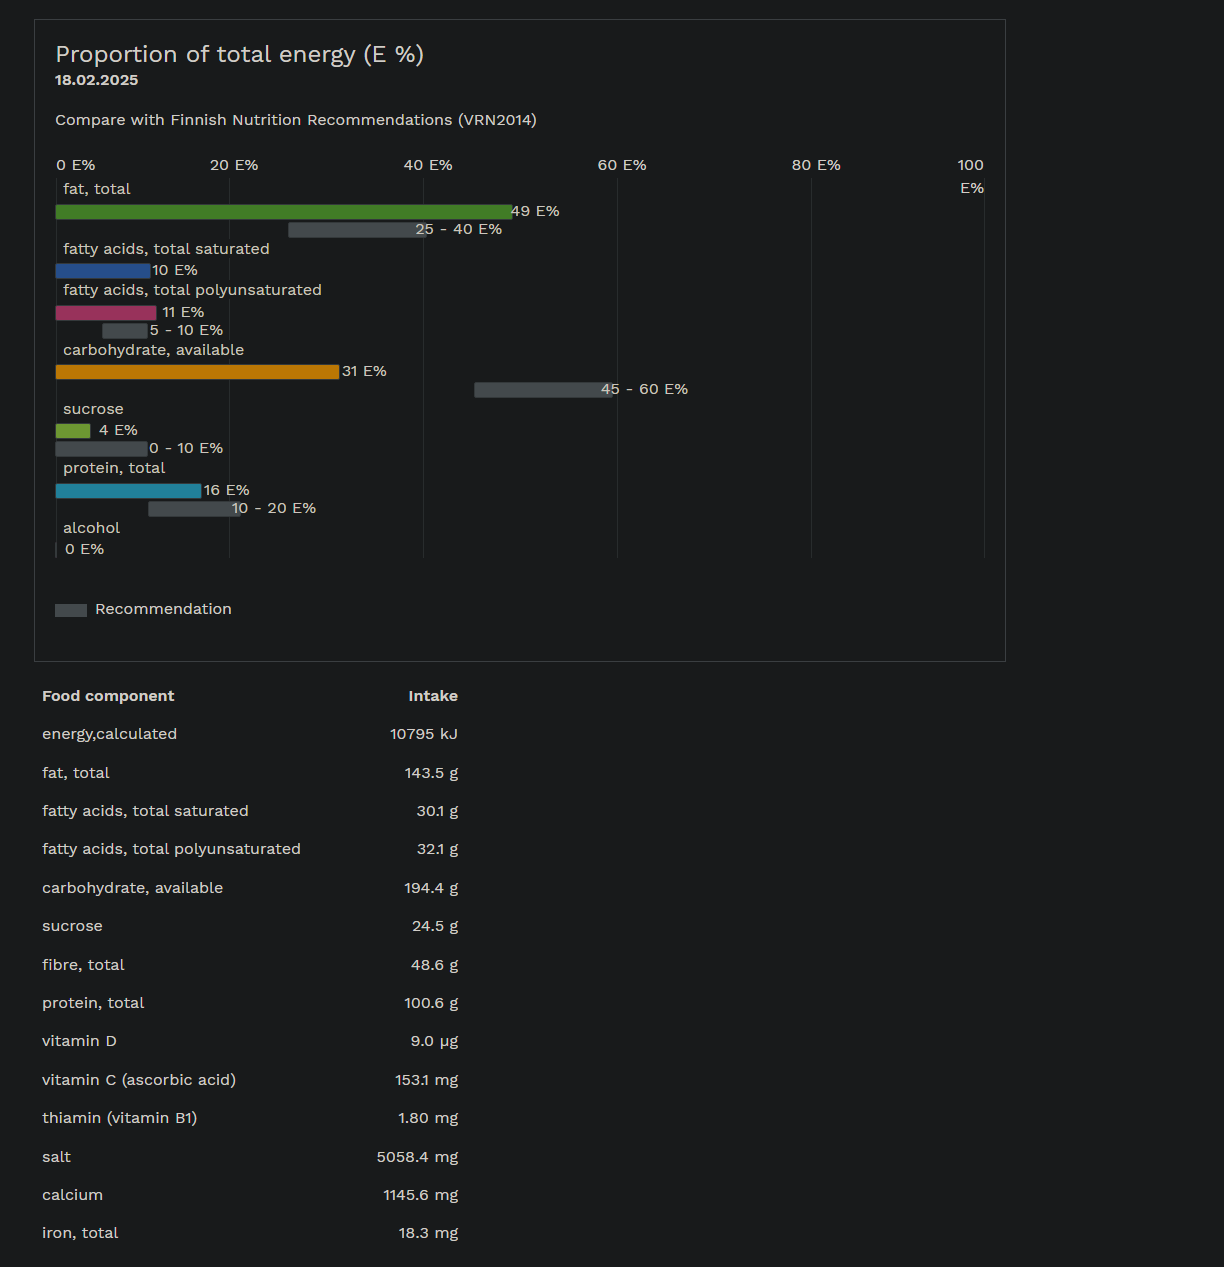 Proportion of total energy (E %)
18.02.2025
Compare with Finnish Nutrition Recommendations (VRN2014)
0 E% 20 E% 40 E% 60 E% 80 E% 100
E%
fat, total
49 E%
25 - 40 E%
fatty acids, total saturated
10 E%
fatty acids, total polyunsaturated
11 E%
5 - 10 E%
carbohydrate, available
31 E%
45 - 60 E%
sucrose
4 E%
0 - 10 E%
protein, total
16 E%
10 - 20 E%
alcohol
0 E%
Recommendation
Food component Intake
energy,calculated 10795 kJ
fat, total 143.5 g
fatty acids, total saturated 30.1 g
fatty acids, total polyunsaturated 32.1 g
carbohydrate, available 194.4 g
sucrose 24.5 g
fibre, total 48.6 g
protein, total 100.6 g
vitamin D 9.0 µg
vitamin C (ascorbic acid) 153.1 mg
thiamin (vitamin B1) 1.80 mg
salt 5058.4 mg
calcium 1145.6 mg
iron, total 18.3 mg